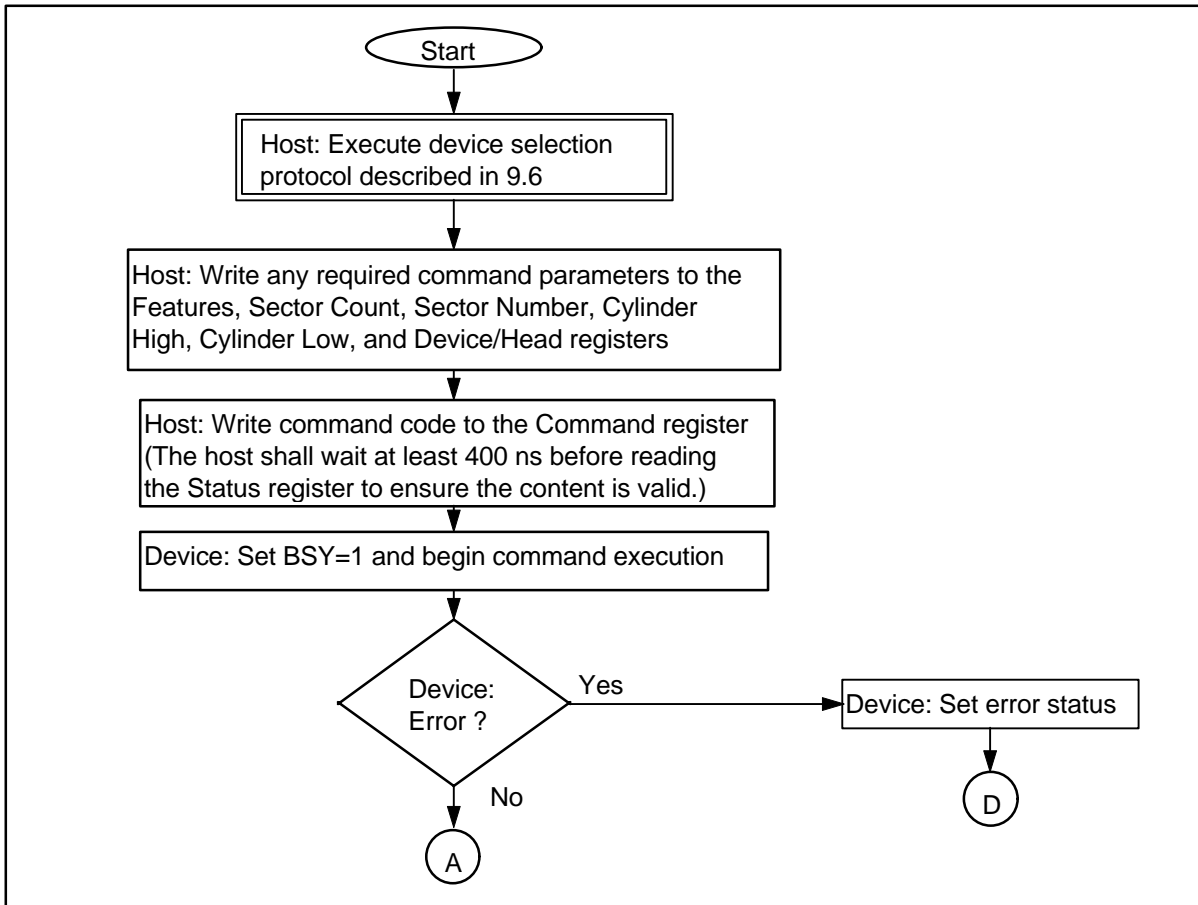 Start
Host: Execute device selection
protocol described in 9.6
Host: Write any required command parameters to the
Features, Sector Count, Sector Number, Cylinder
High, Cylinder Low, and Device/Head registers
Host: Write command code to the Command register
(The host shall wait at least 400 ns before reading
the Status register to ensure the content is valid.)
Device: Set BSY=1 and begin command execution
Device:
Error ?
Yes
Device: Set error status
No
D
A